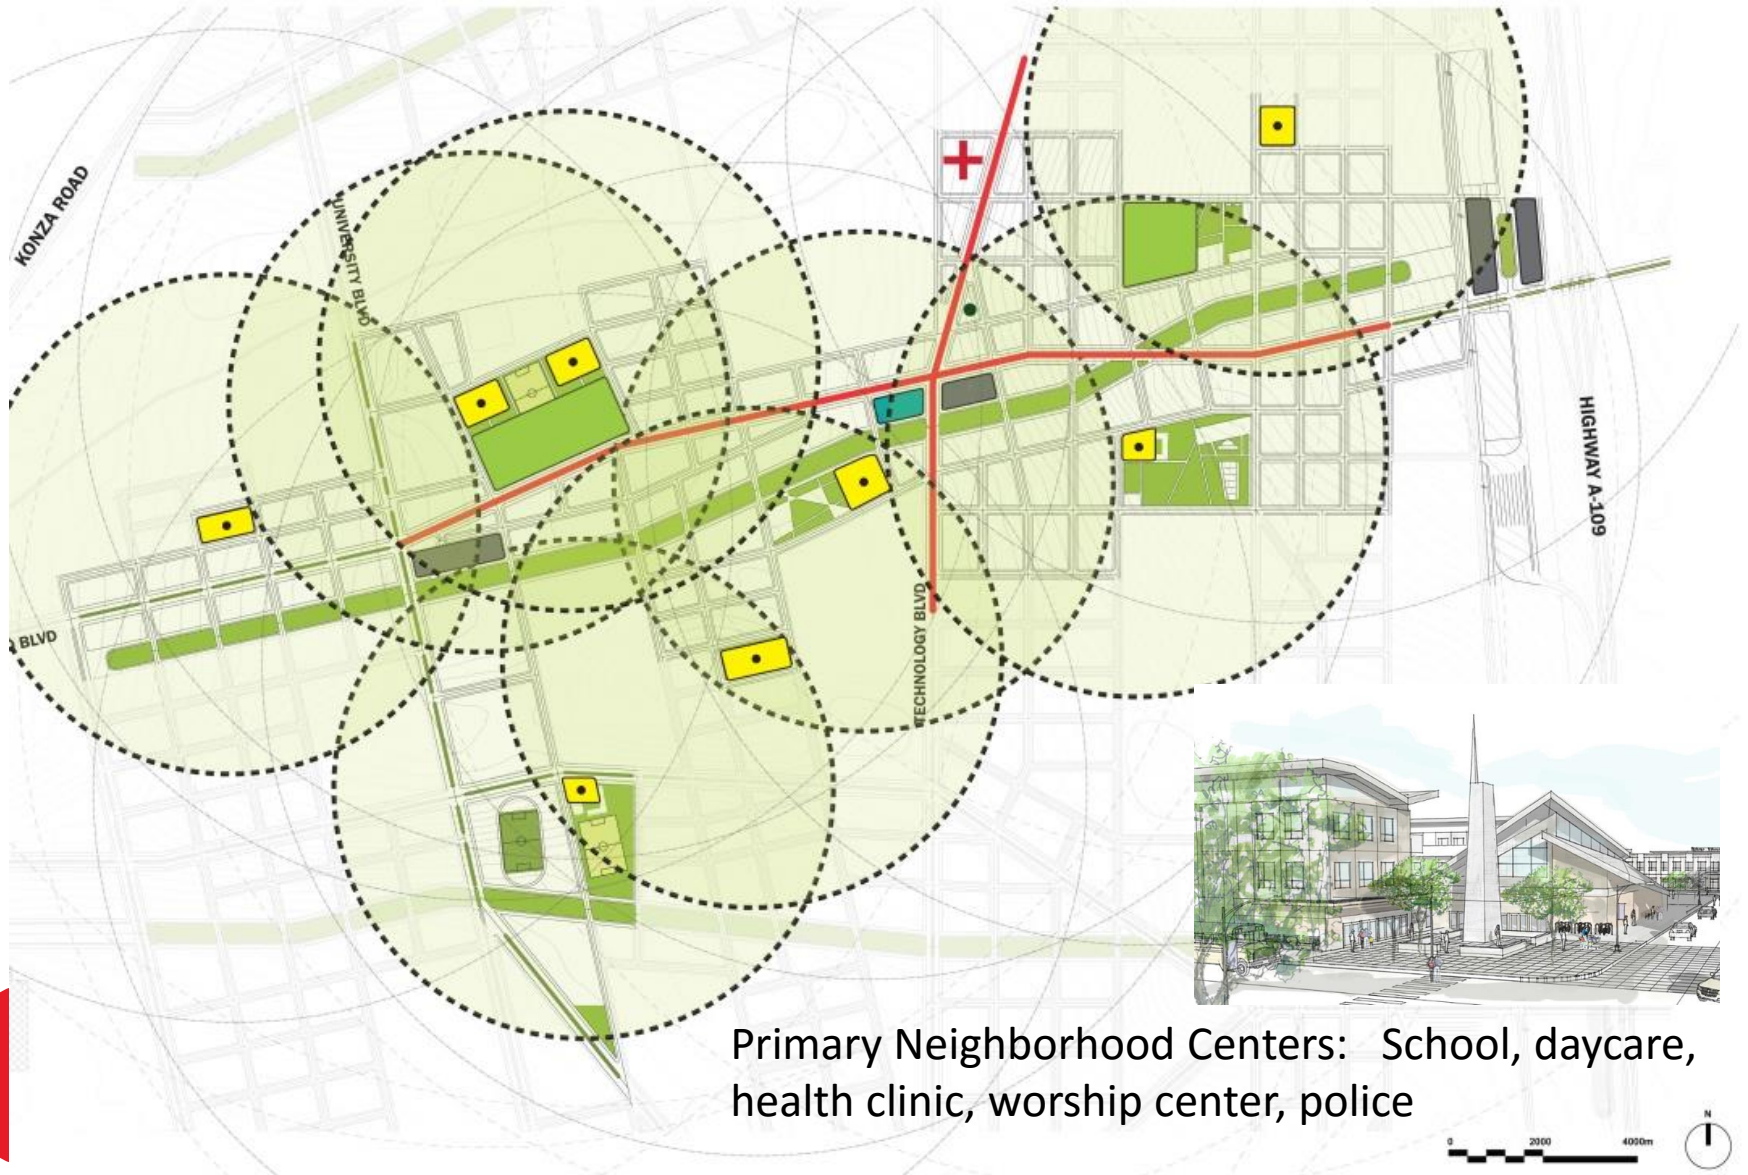 KONZA ROAD
UNIVERSITY BLVD
BLVD
TECHNOLOGY BLVD
HIGHWAY A-109
Primary Neighborhood Centers: School, daycare,
health clinic, worship center, police
0 2000 4000m
N